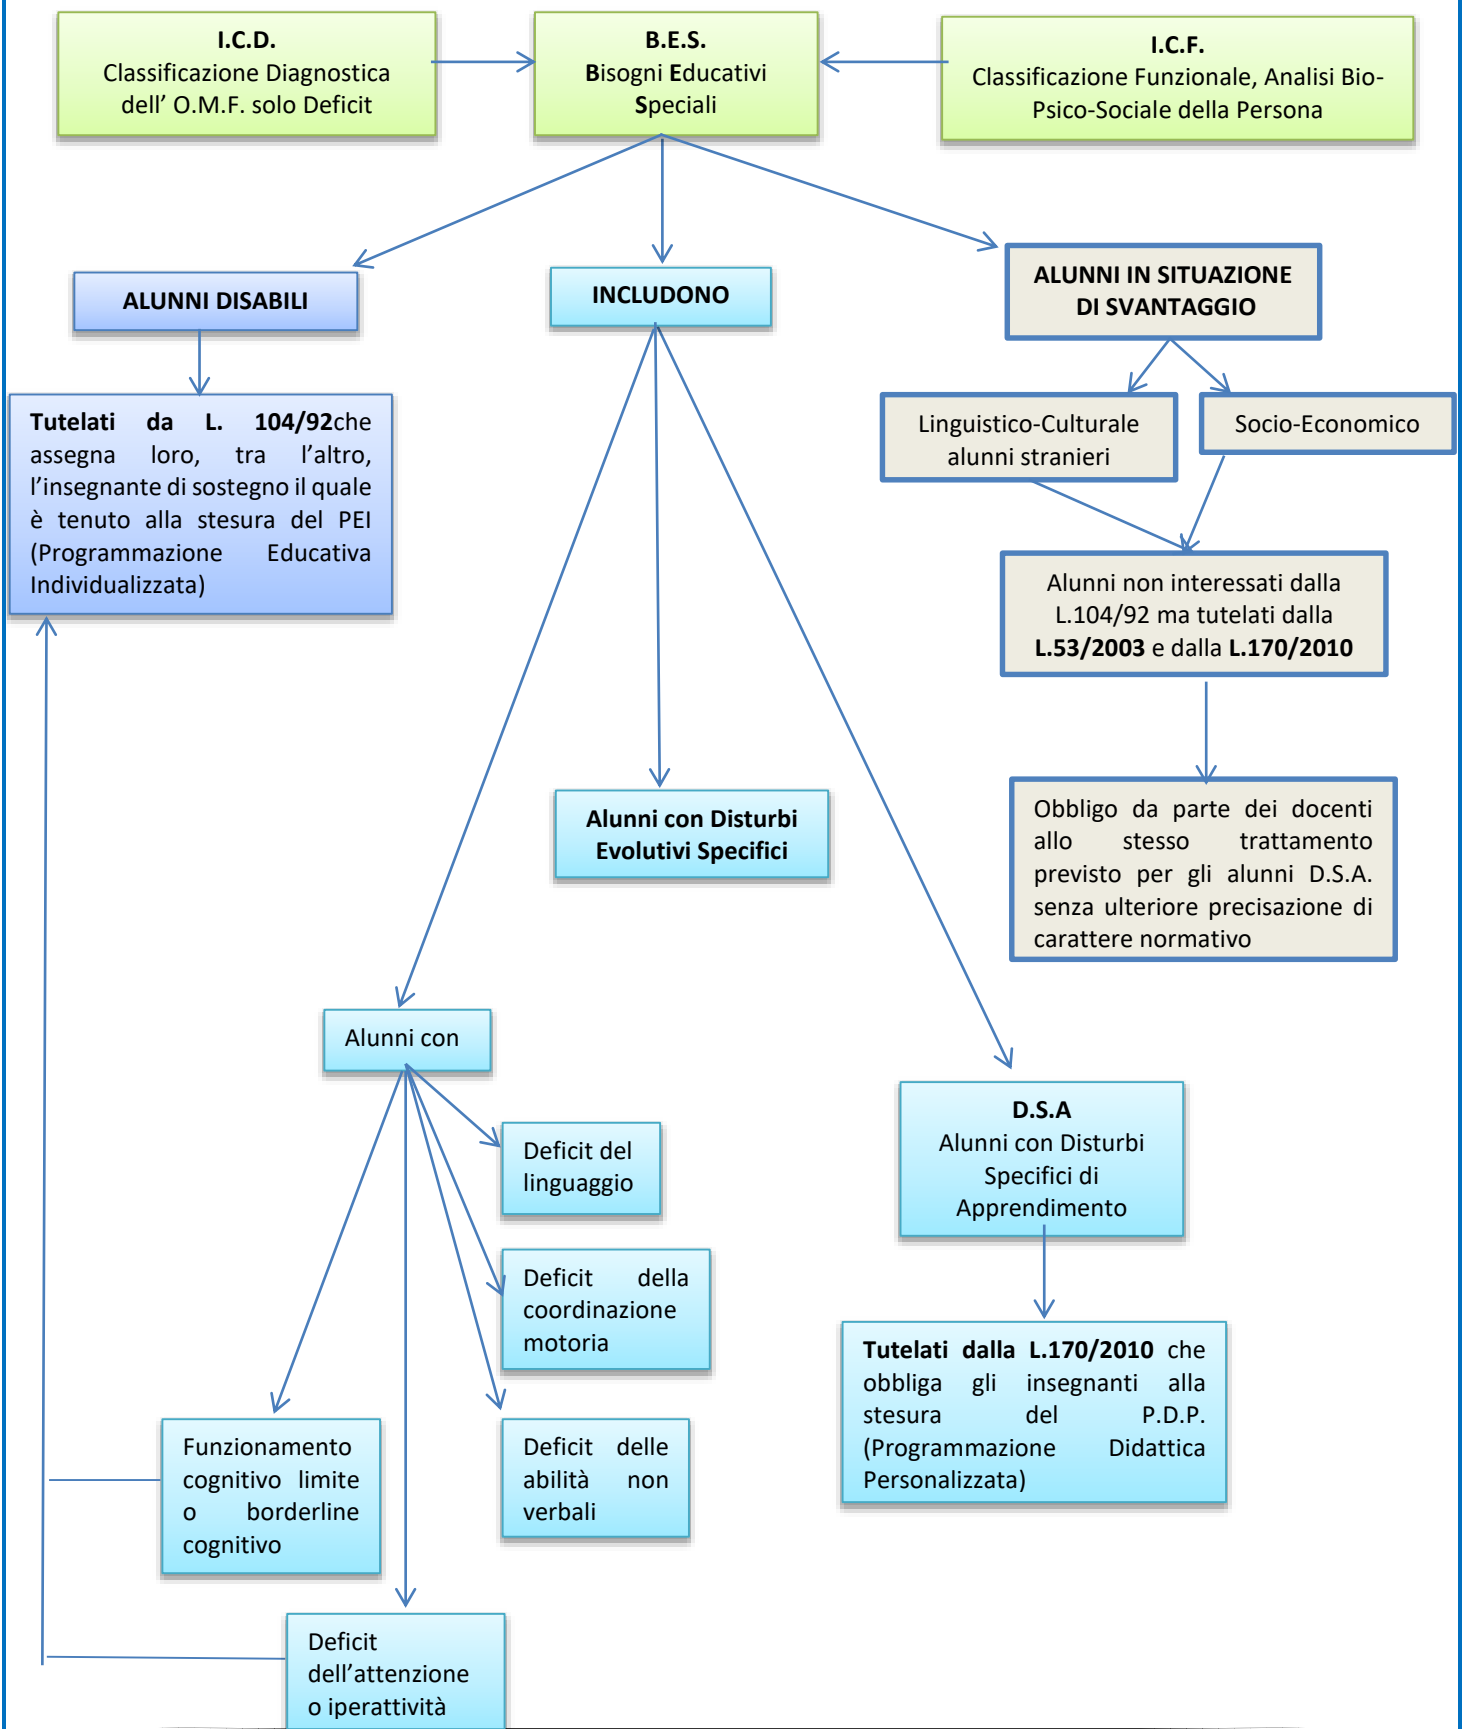 I.C.D.
Classificazione Diagnostica
dell’ O.M.F. solo Deficit
B.E.S.
Bisogni Educativi
Speciali
I.C.F.
Classificazione Funzionale, Analisi Bio-
Psico-Sociale della Persona
ALUNNI DISABILI
INCLUDONO
ALUNNI IN SITUAZIONE
DI SVANTAGGIO
Tutelati da L. 104/92che
assegna loro, tra l’altro,
l’insegnante di sostegno il quale
è tenuto alla stesura del PEI
(Programmazione Educativa
Individualizzata)
Linguistico-Culturale
alunni stranieri
Socio-Economico
Alunni non interessati dalla
L.104/92 ma tutelati dalla
L.53/2003 e dalla L.170/2010
Alunni con Disturbi
Evolutivi Specifici
Obbligo da parte dei docenti
allo stesso trattamento
previsto per gli alunni D.S.A.
senza ulteriore precisazione di
carattere normativo
Alunni con
Deficit del
linguaggio
Deficit della
coordinazione
motoria
Deficit delle
abilità non
verbali
Funzionamento
cognitivo limite
o borderline
cognitivo
Deficit
dell’attenzione
o iperattività
D.S.A
Alunni con Disturbi
Specifici di
Apprendimento
Tutelati dalla L.170/2010 che
obbliga gli insegnanti alla
stesura del P.D.P.
(Programmazione Didattica
Personalizzata)